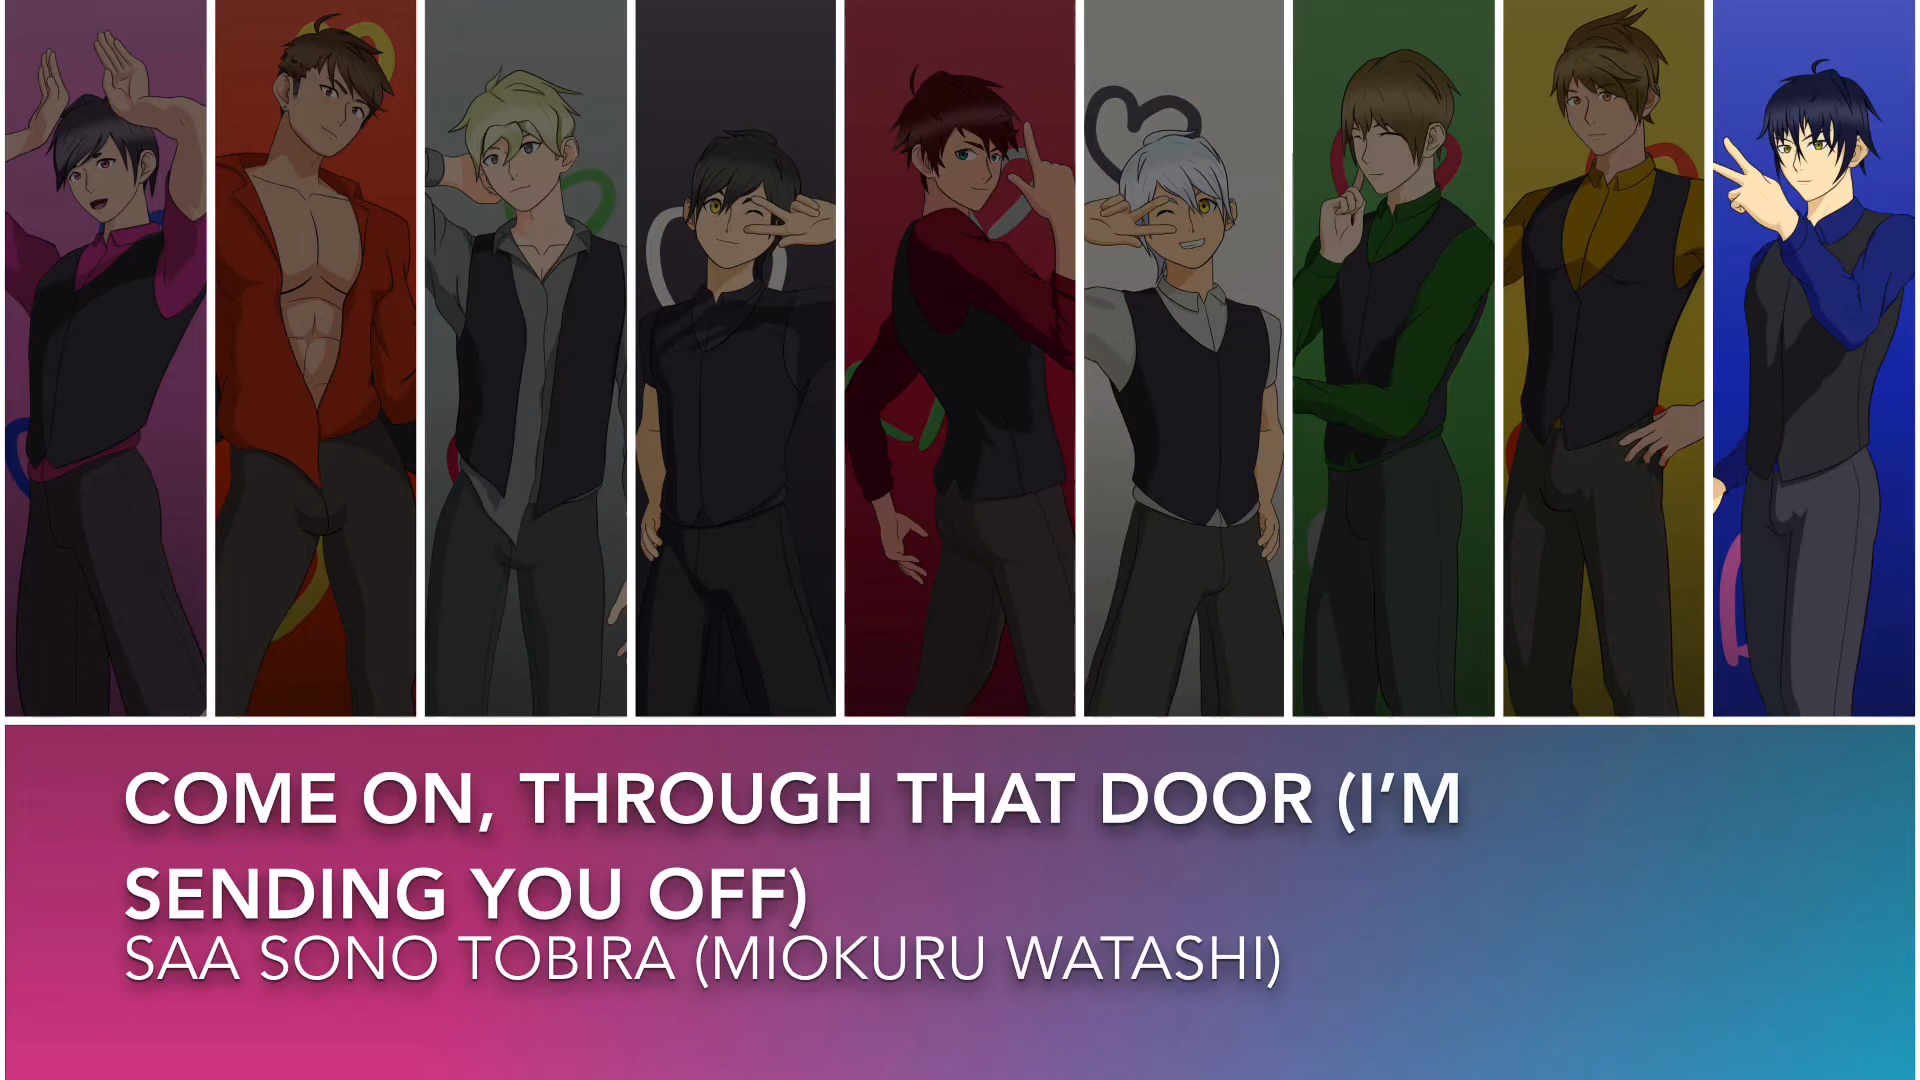 COME ON, THROUGH THAT DOOR (I’M
SENDING YOU OFF)
SAA SONO TOBIRA (MIOKURU WATASHI)